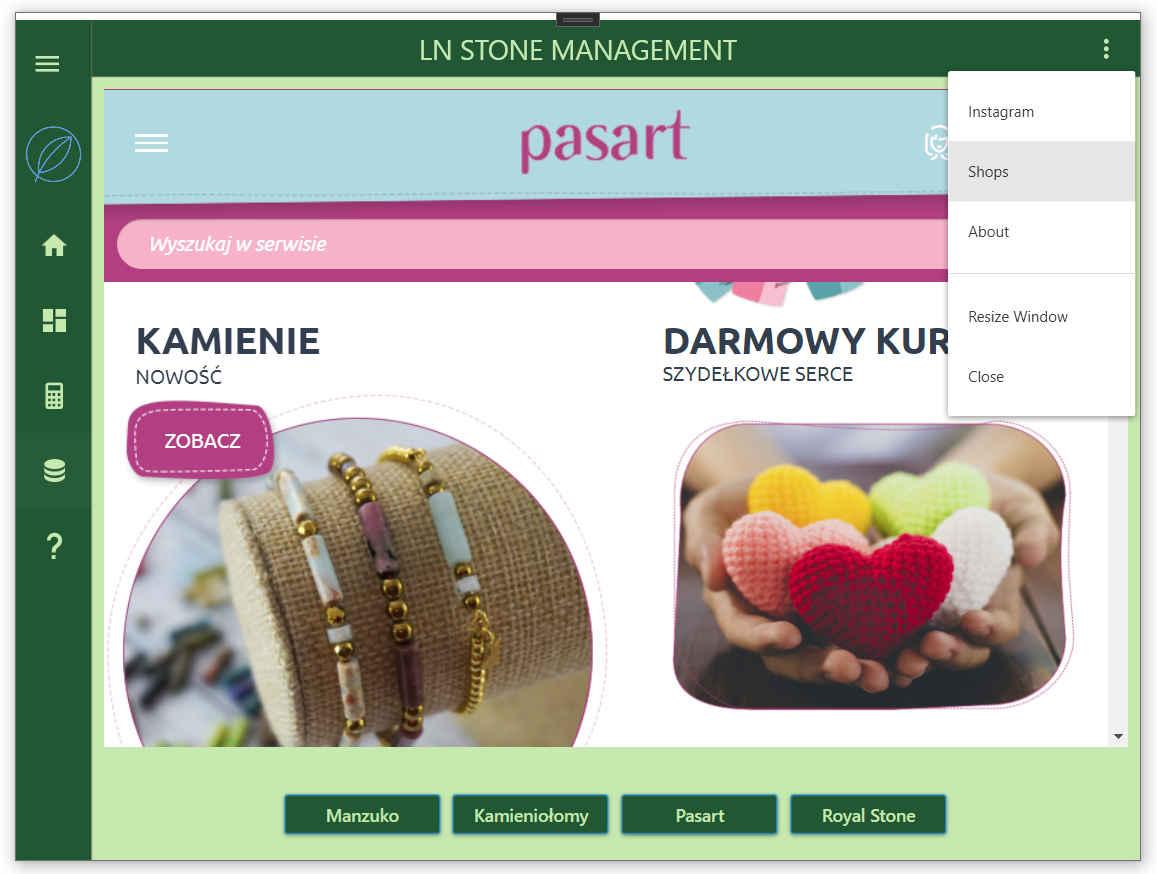 LN STONE MANAGEMENT
pasart
Wyszukaj w serwisie
Instagram
Shops
About
Resize Window
Close
KAMIENIE
NOWOŚĆ
ZOBACZ
DARMOWY KUR
SZYDEŁKOWE SERCE
?
Manzuko
Kamieniołomy
Pasart
Royal Stone